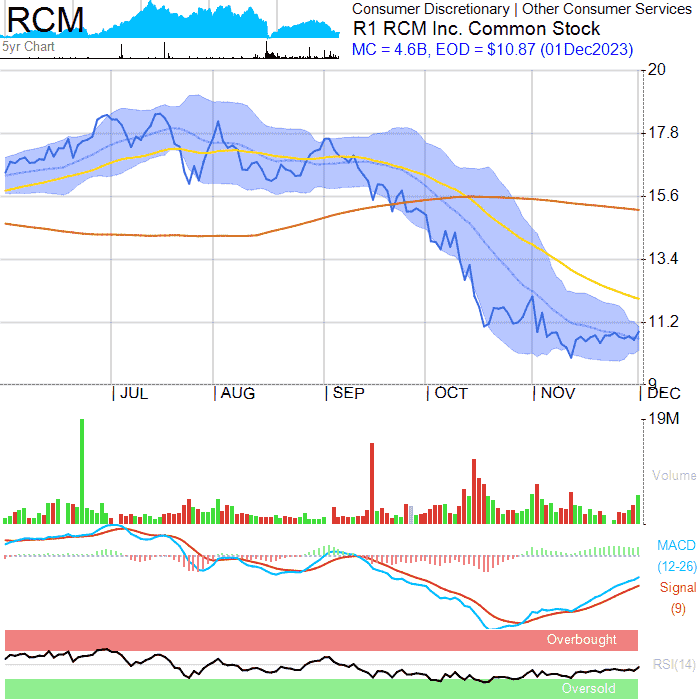 RCM
5yr Chart
Consumer Discretionary | Other Consumer Services
R1 RCM Inc. Common Stock
MC = 4.6B, EOD = $10.87 (01Dec2023)
20
17.8
15.6
13.4
11.2
9
JUL AUG SEP OCT NOV DEC
19M
Volume
MACD
(12-26)
Signal
(9)
Overbought
RSI(14)
Oversold